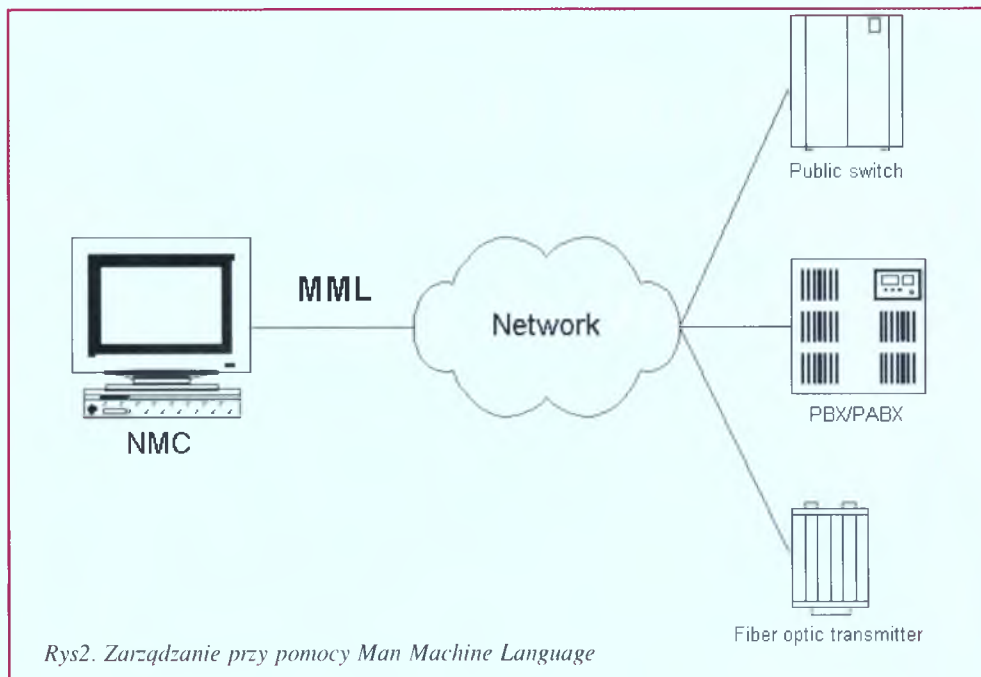 Public switch
MML
Network
NMC
PBX/PABX
Fiber optic transmitter
Rys2. Zarządzanie przy pomocy Man Machine Language